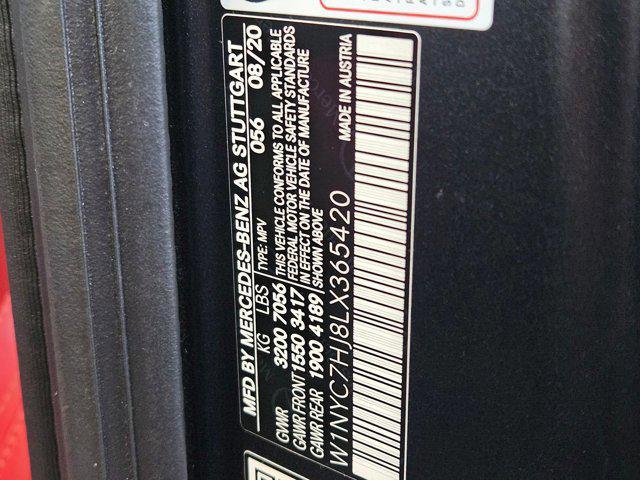 MFD BY MERCEDES-BENZ AG STUTTGART
056 08/20
KG LBS TYPE: MPV
GVWR 3200 7056
GAWR FRONT 1550 3417
GAWR REAR 1900 4189
THIS VEHICLE CONFORMS TO ALL APPLICABLE
FEDERAL MOTOR VEHICLE SAFETY STANDARDS
IN EFFECT ON THE DATE OF MANUFACTURE
SHOWN ABOVE
MADE IN AUSTRIA
W1NYC7HJ8LX365420